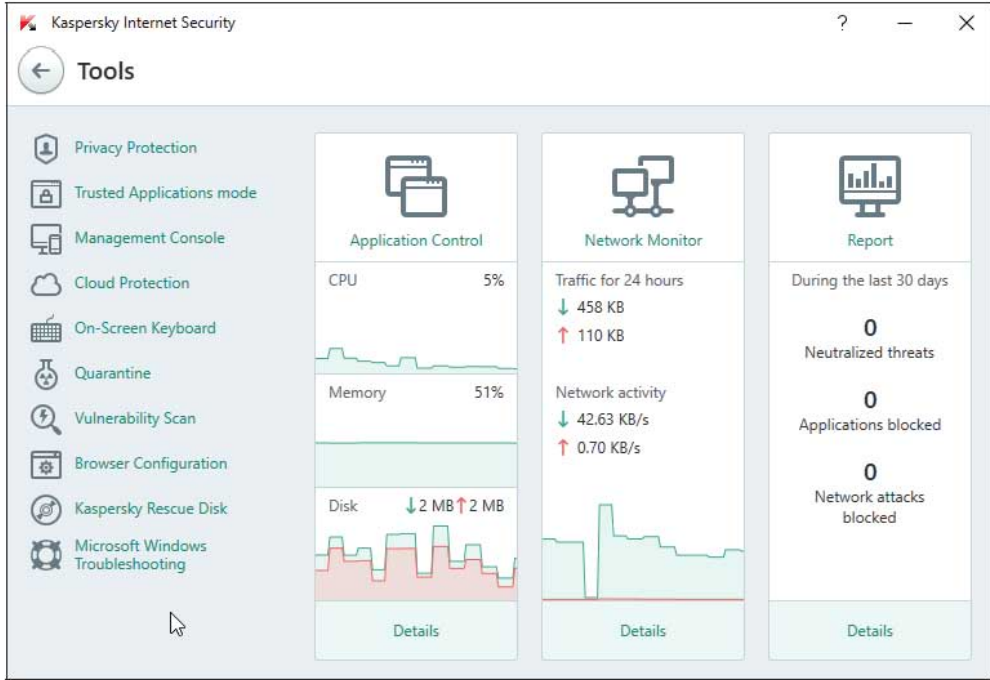 Kaspersky Internet Security
?
Tools
Privacy Protection
Trusted Applications mode
Management Console
Cloud Protection
On-Screen Keyboard
Quarantine
Vulnerability Scan
Browser Configuration
Kaspersky Rescue Disk
Microsoft Windows
Troubleshooting
Application Control
CPU 5%
Memory 51%
Disk ↓2 MB↑2 MB
Details
Network Monitor
Traffic for 24 hours
↓ 458 KB
↑ 110 KB
Network activity
↓ 42.63 KB/s
↑ 0.70 KB/s
Details
Report
During the last 30 days
0
Neutralized threats
0
Applications blocked
0
Network attacks
blocked
Details